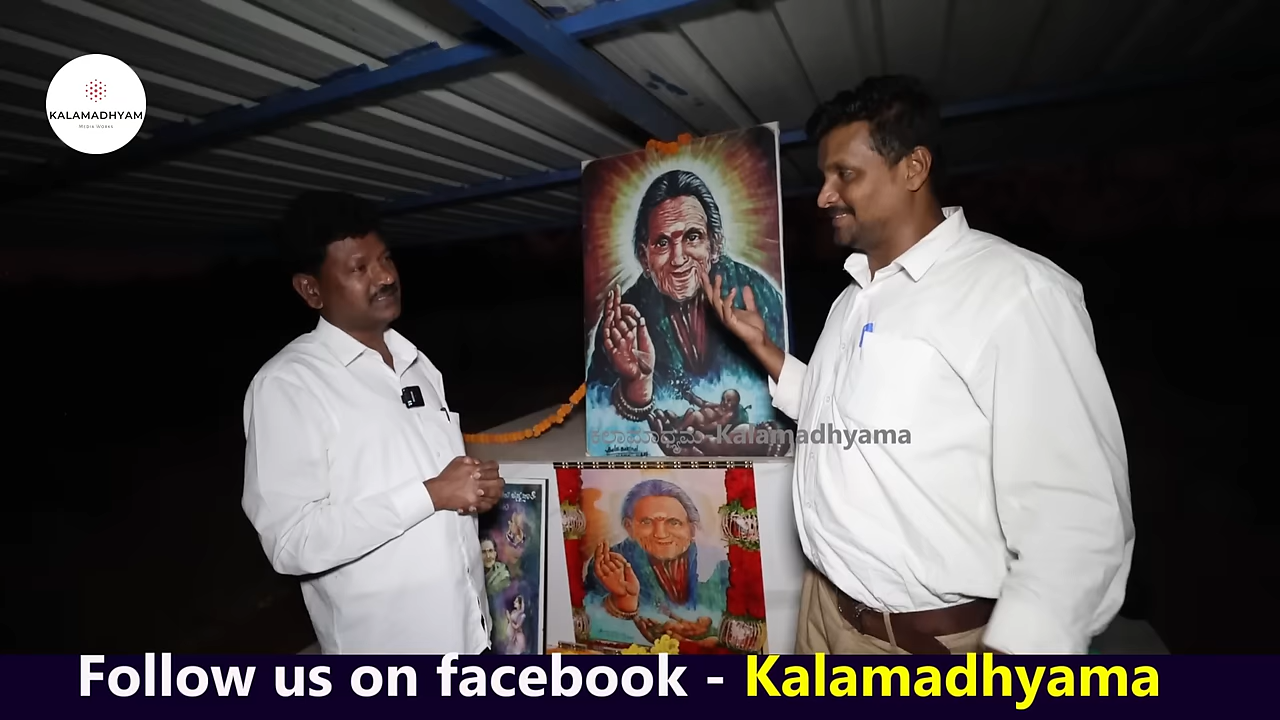 KALAMADHYAM
MEDIA WORKS
ಕಲಾಮಾಧ್ಯಮ-Kalamadhyama
Follow us on facebook - Kalamadhyama